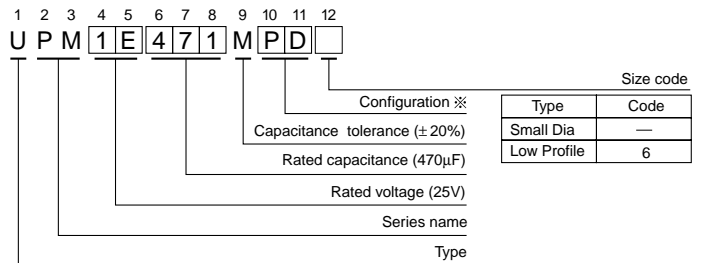 1 2 3 4 5 6 7 8 9 10 11 12
U P M 1 E 4 7 1 M P D
Size code
Configuration ※
Type Code
Capacitance tolerance (±20%)
Small Dia —
Rated capacitance (470μF)
Low Profile 6
Rated voltage (25V)
Series name
Type